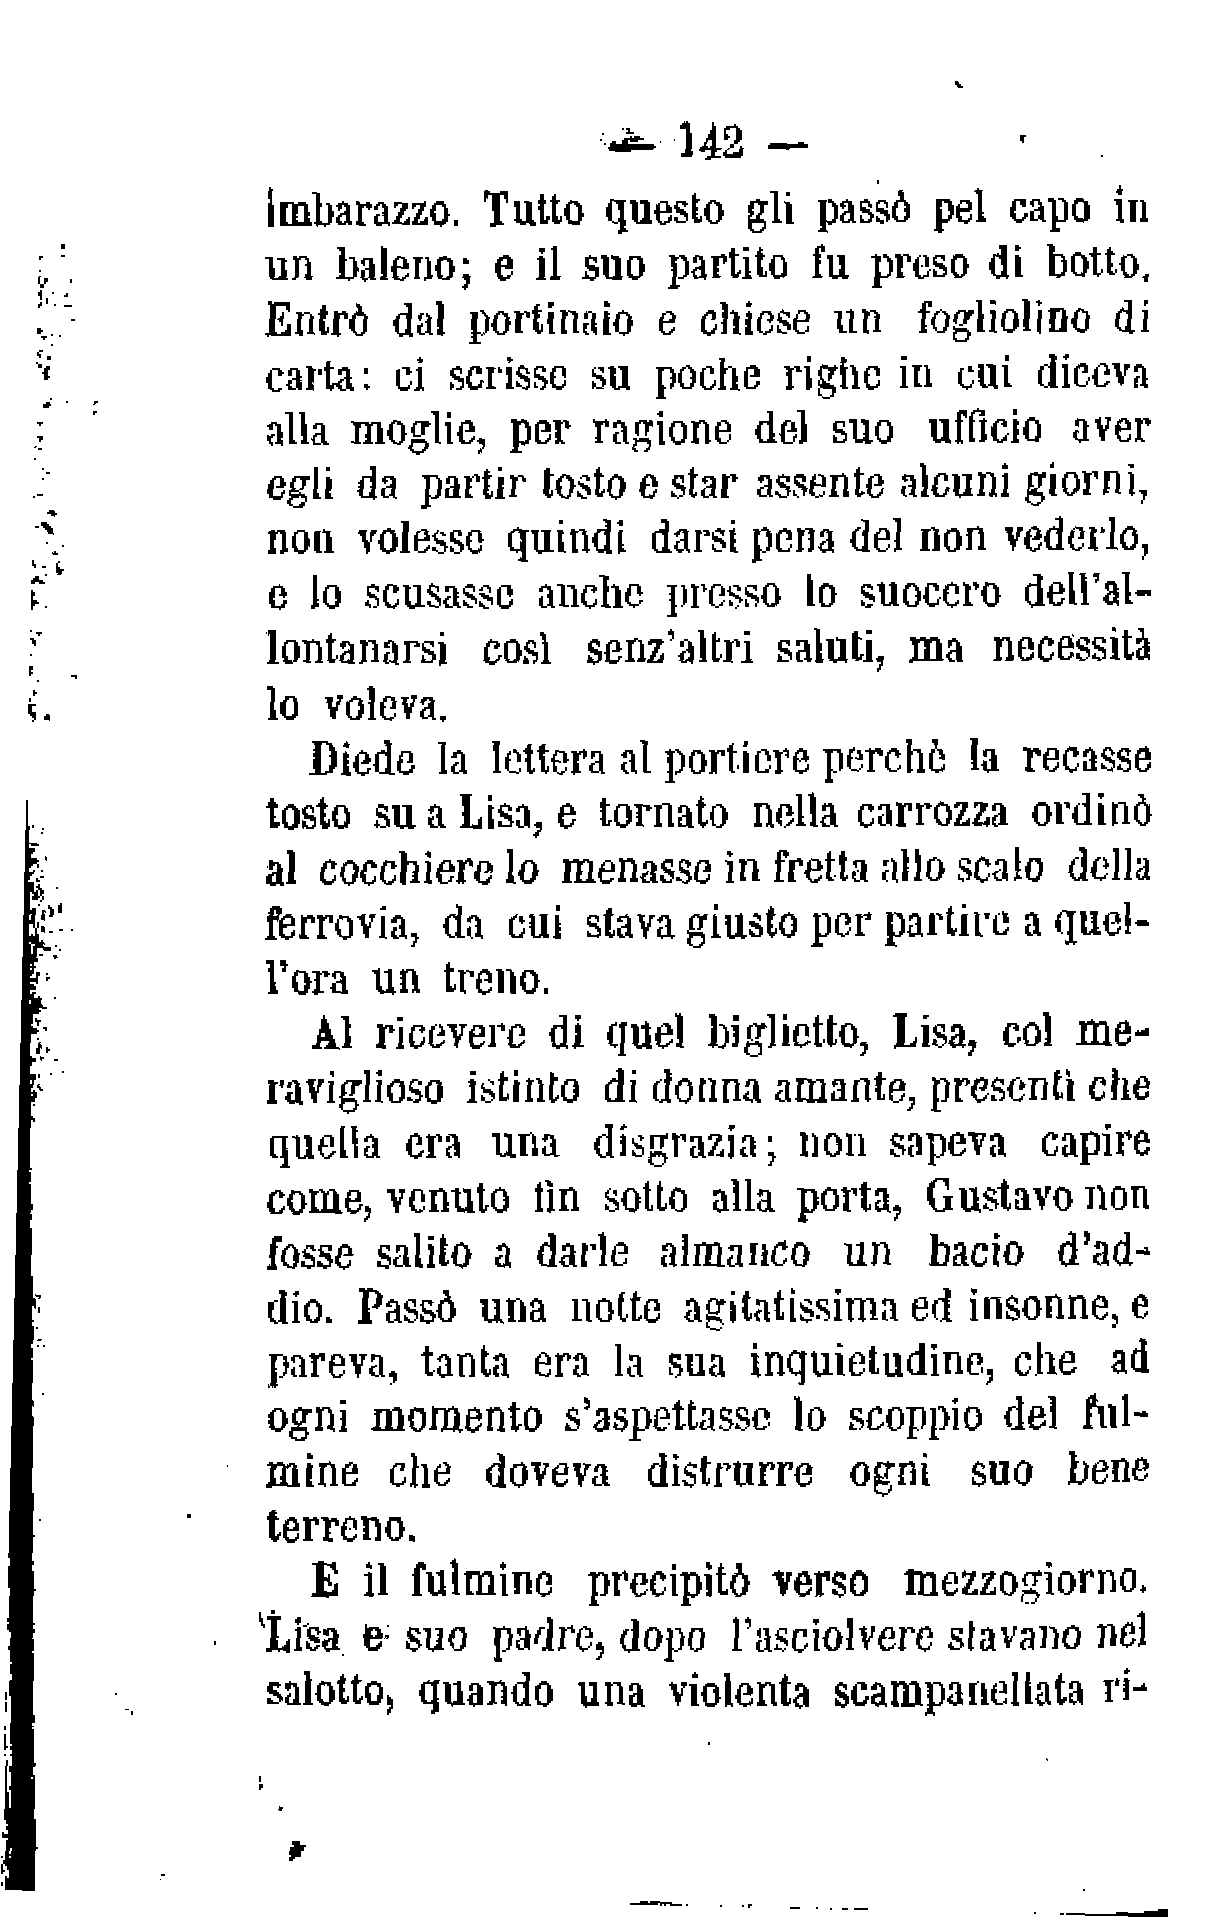 — 142 —
imbarazzo. Tutto questo gli passò pel capo in
un baleno; e il suo partito fu preso di botto.
Entrò dal portinaio e chiese un fogliolino di
carta: ci scrisse su poche righe in cui diceva
alla moglie, per ragione del suo ufficio aver
egli da partir tosto e star assente alcuni giorni,
non volesse quindi darsi pena del non vederlo,
e lo scusasse anche presso lo suocero dell'al-
lontanarsi così senz'altri saluti, ma necessità
lo voleva.
Diede la lettera al portiere perchè la recasse
tosto su a Lisa, e tornato nella carrozza ordinò
al cocchiere lo menasse in fretta allo scalo della
ferrovia, da cui stava giusto per partire a quel-
l'ora un treno.
Al ricevere di quel biglietto, Lisa, col me-
raviglioso istinto di donna amante, presentì che
quella era una disgrazia; non sapeva capire
come, venuto fin sotto alla porta, Gustavo non
fosse salito a darle almanco un bacio d'ad-
dio. Passò una notte agitatissima ed insonne, e
pareva, tanta era la sua inquietudine, che ad
ogni momento s'aspettasse lo scoppio del ful-
mine che doveva distrurre ogni suo bene
terreno.
E il fulmine precipitò verso mezzogiorno.
Lisa e suo padre, dopo l'asciolvere stavano nel
salotto, quando una violenta scampanellata ri-